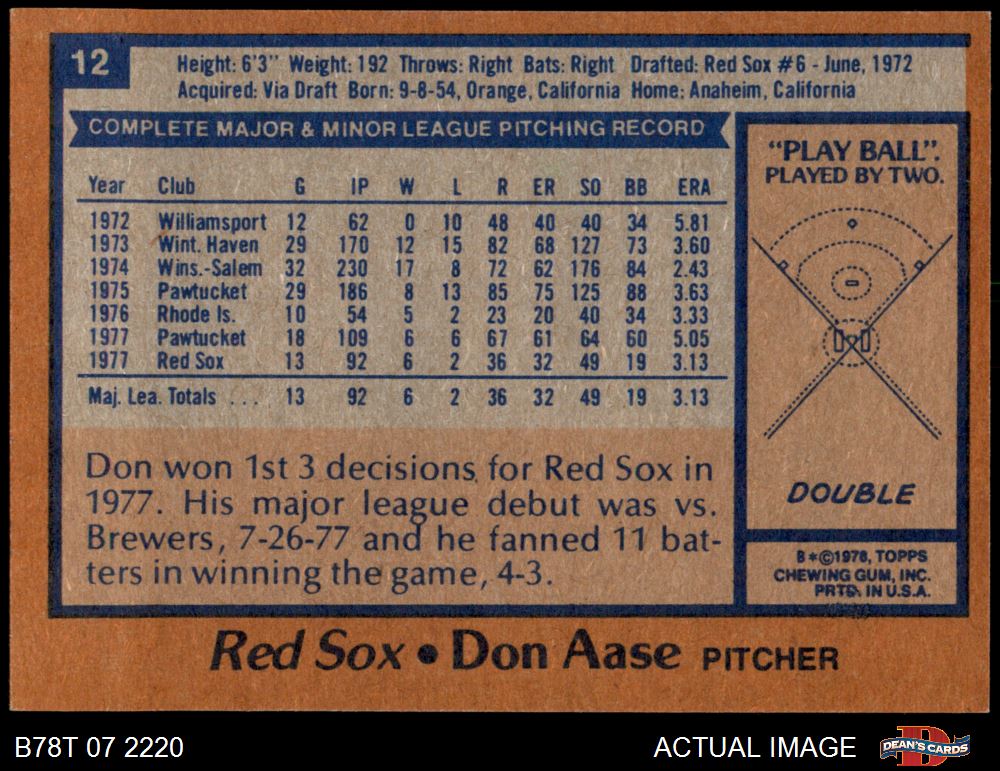 12
Height: 6'3" Weight: 192 Throws: Right Bats: Right Drafted: Red Sox #6 - June, 1972
Acquired: Via Draft Born: 9-8-54, Orange, California Home: Anaheim, California
COMPLETE MAJOR & MINOR LEAGUE PITCHING RECORD
Year Club G IP W L R ER SO BB ERA
1972 Williamsport 12 62 0 10 48 40 40 34 5.81
1973 Wint. Haven 29 170 12 15 82 68 127 73 3.60
1974 Wins.-Salem 32 230 17 8 72 62 176 84 2.43
1975 Pawtucket 29 186 8 13 85 75 125 88 3.63
1976 Rhode Is. 10 54 5 2 23 20 40 34 3.33
1977 Pawtucket 18 109 6 6 67 61 64 60 5.05
1977 Red Sox 13 92 6 2 36 32 49 19 3.13
Maj. Lea. Totals . . . 13 92 6 2 36 32 49 19 3.13
Don won 1st 3 decisions for Red Sox in
1977. His major league debut was vs.
Brewers, 7-26-77 and he fanned 11 bat-
ters in winning the game, 4-3.
"PLAY BALL".
PLAYED BY TWO.
DOUBLE
B*©1978, TOPPS
CHEWING GUM, INC.
PRTD. IN U.S.A.
Red Sox • Don Aase PITCHER
B78T 07 2220
ACTUAL IMAGE
DEAN'S CARDS